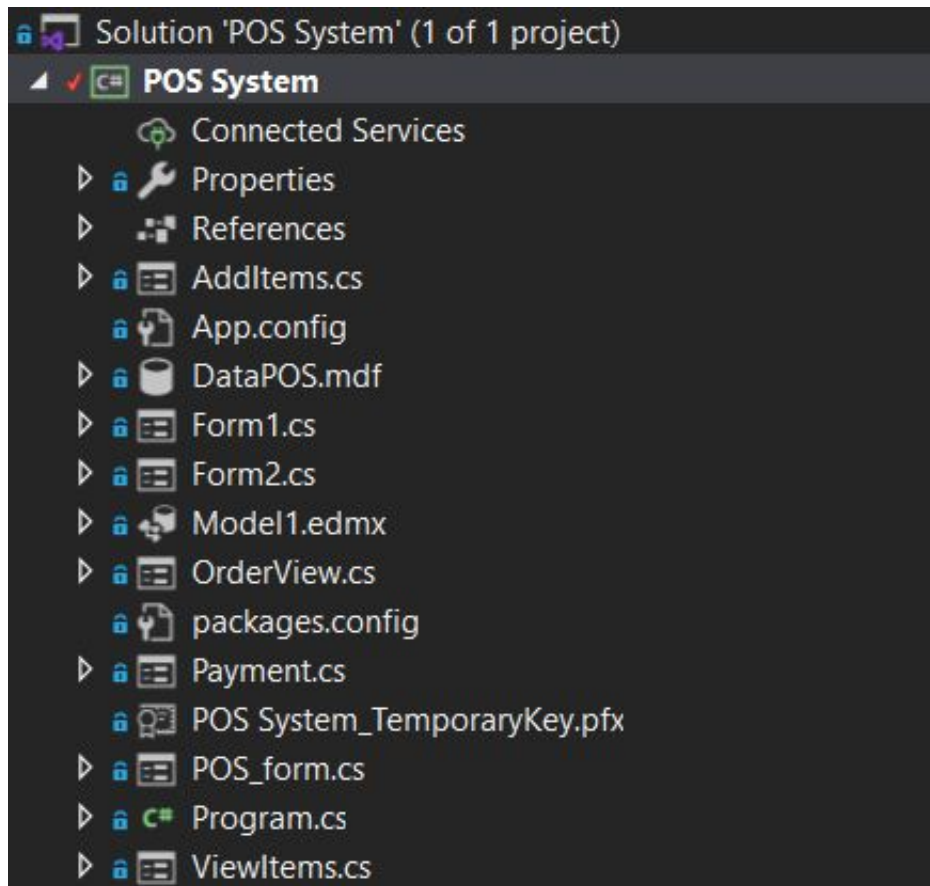 Solution 'POS System' (1 of 1 project)
C# POS System
Connected Services
Properties
References
AddItems.cs
App.config
DataPOS.mdf
Form1.cs
Form2.cs
Model1.edmx
OrderView.cs
packages.config
Payment.cs
POS System_TemporaryKey.pfx
POS_form.cs
C# Program.cs
ViewItems.cs